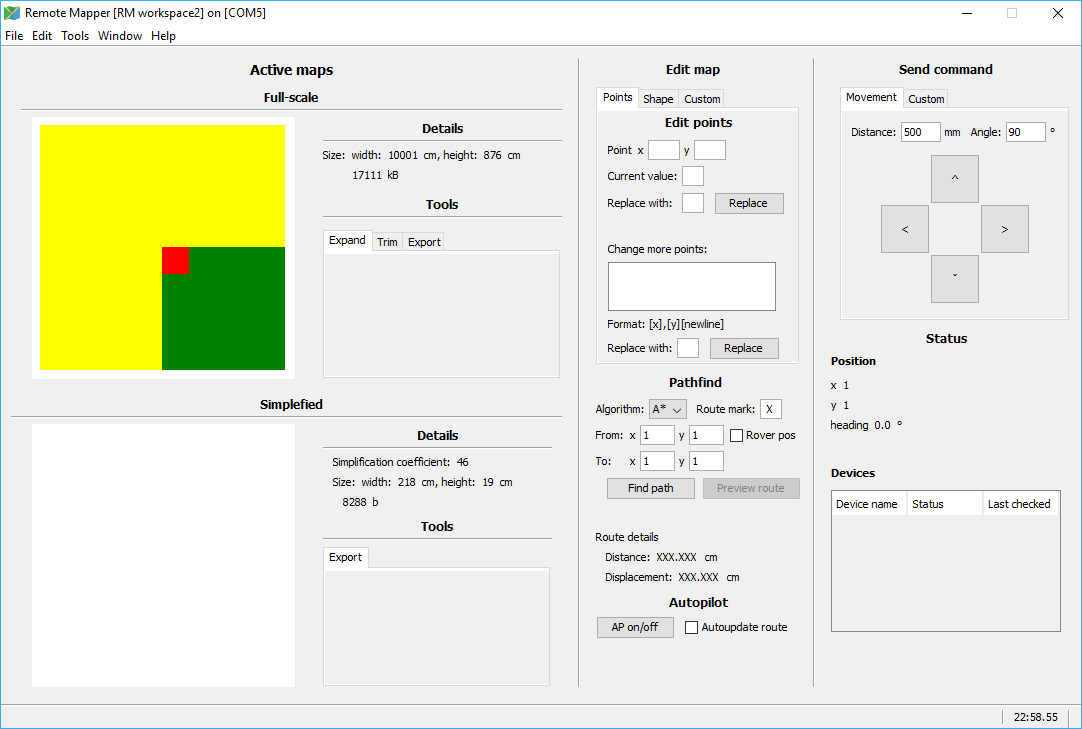 Remote Mapper [RM workspace2] on [COM5]
File Edit Tools Window Help
Active maps
Full-scale
Details
Size: width: 10001 cm, height: 876 cm
17111 kB
Tools
Expand Trim Export
Simplefied
Details
Simplification coefficient: 46
Size: width: 218 cm, height: 19 cm
8288 b
Tools
Export
Edit map
Points Shape Custom
Edit points
Point x y
Current value:
Replace with: Replace
Change more points:
Format: [x],[y][newline]
Replace with: Replace
Pathfind
Algorithm: A* Route mark: X
From: x 1 y 1 Rover pos
To: x 1 y 1
Find path Preview route
Route details
Distance: XXX.XXX cm
Displacement: XXX.XXX cm
Autopilot
AP on/off Autoupdate route
Send command
Movement Custom
Distance: 500 mm Angle: 90 °
^
< >
ˇ
Status
Position
x 1
y 1
heading 0.0 °
Devices
Device name Status Last checked
22:58.55